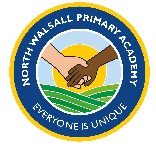 NORTH WALSALL PRIMARY ACADEMY
EVERYONE IS UNIQUE